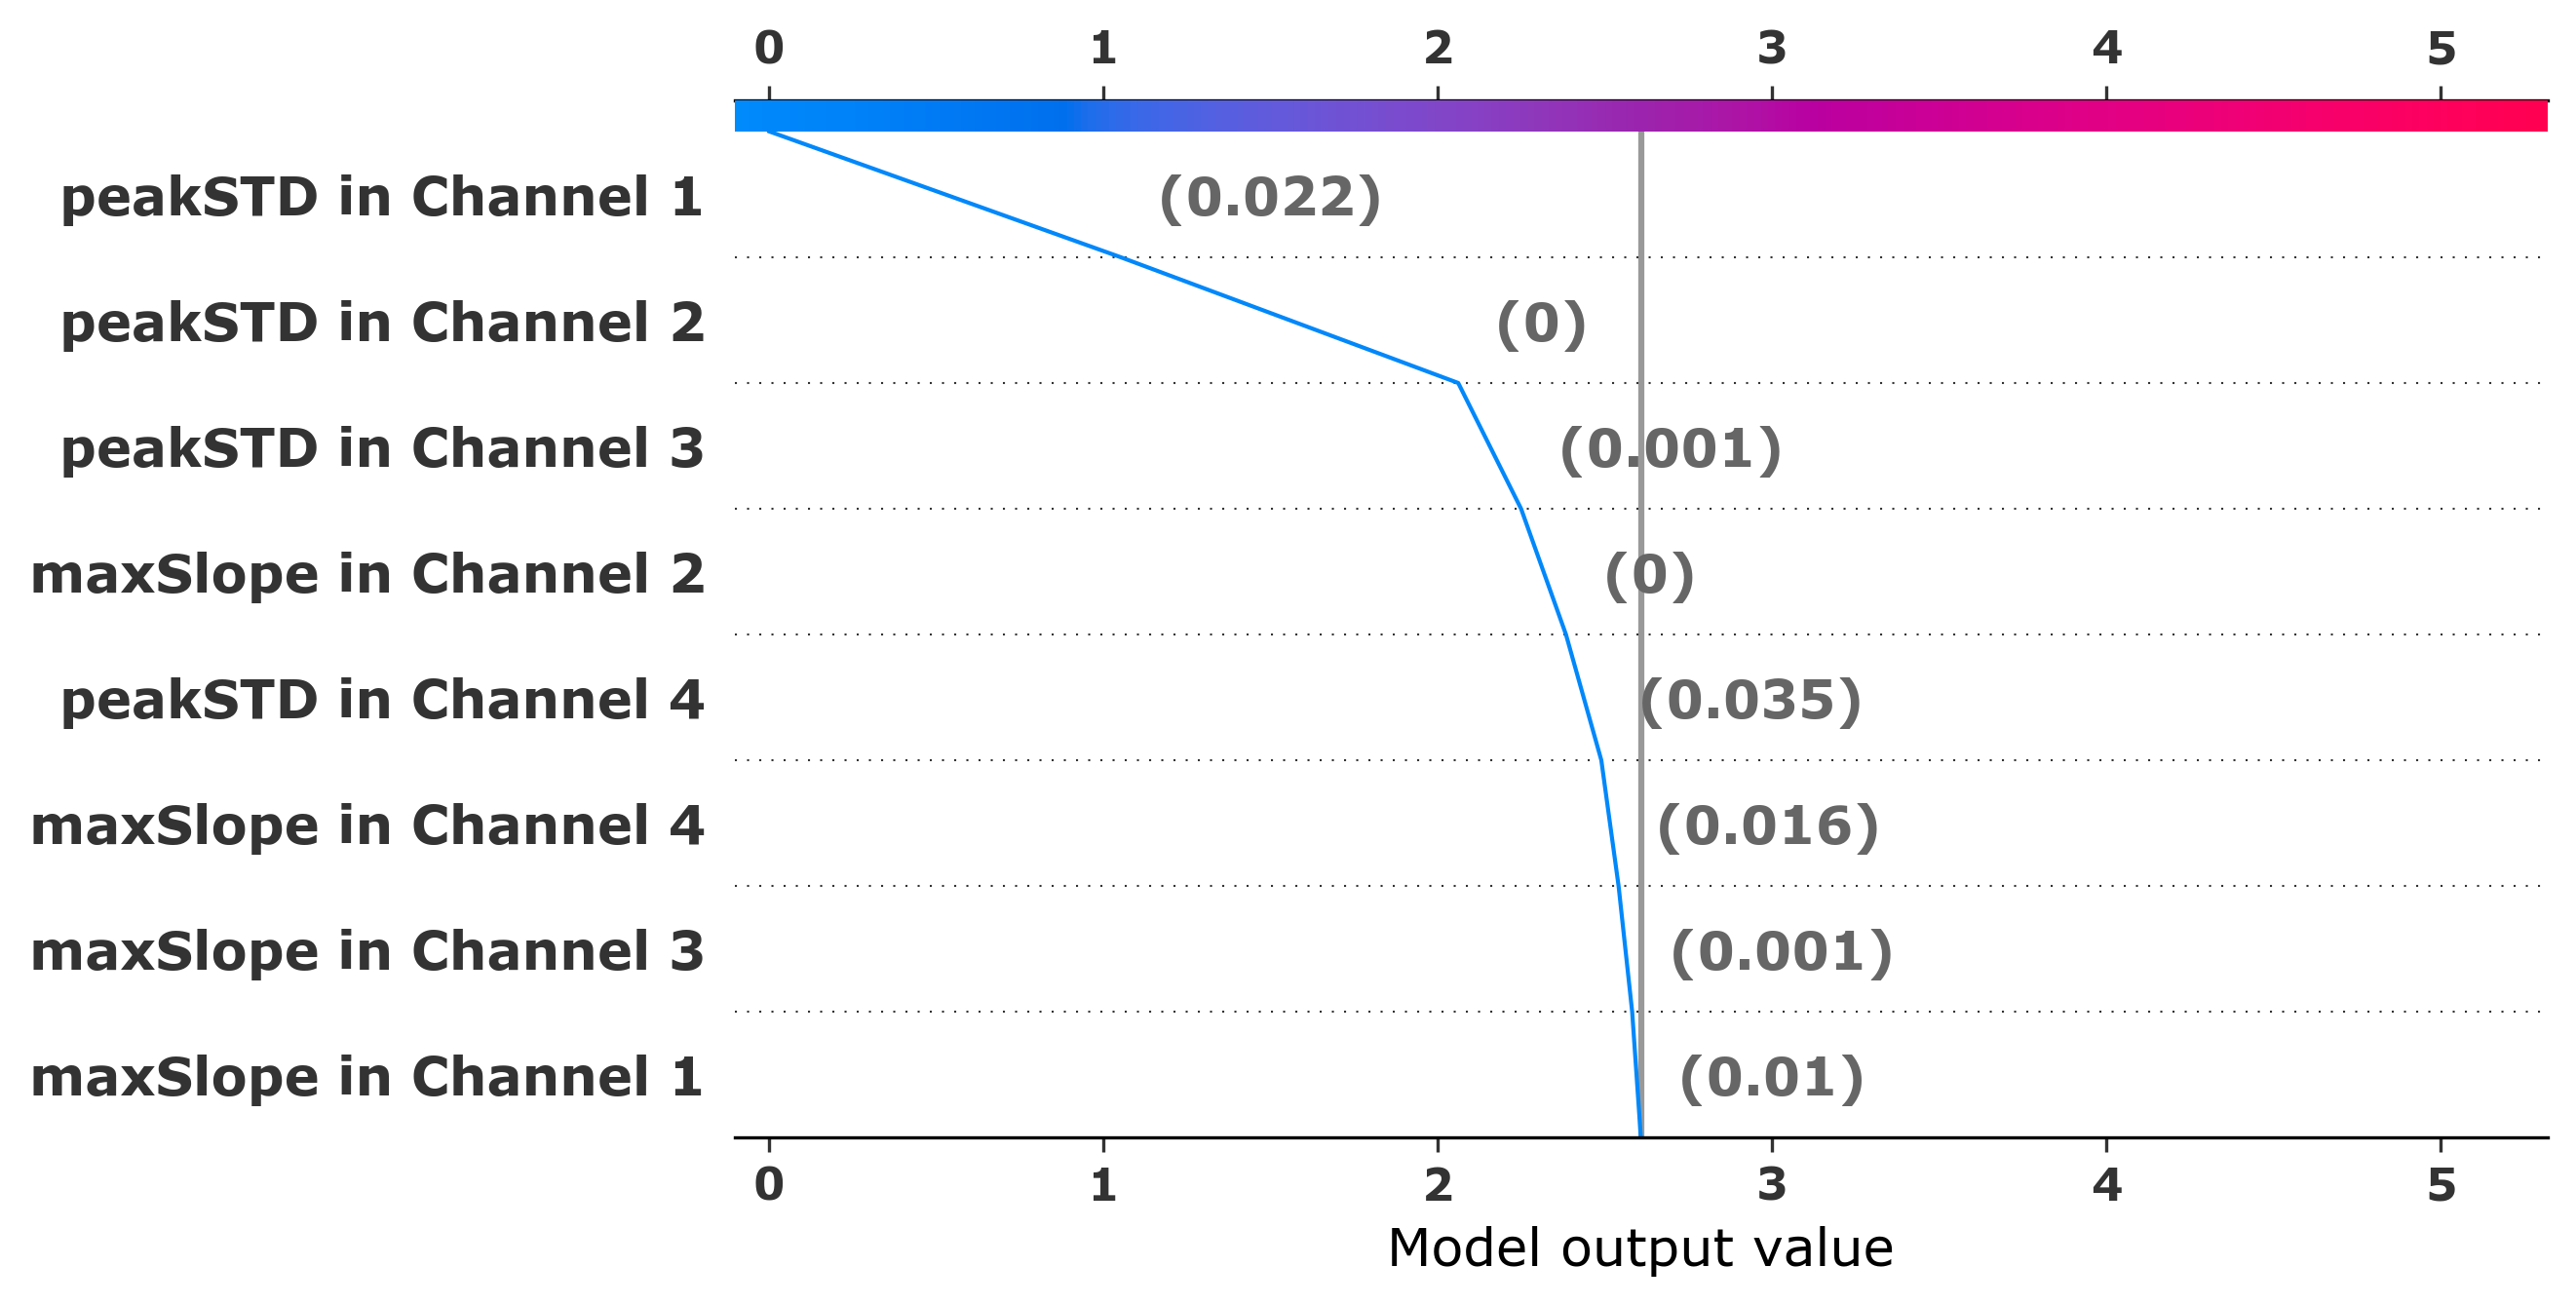 0 1 2 3 4 5
peakSTD in Channel 1 (0.022)
peakSTD in Channel 2 (0)
peakSTD in Channel 3 (0.001)
maxSlope in Channel 2 (0)
peakSTD in Channel 4 (0.035)
maxSlope in Channel 4 (0.016)
maxSlope in Channel 3 (0.001)
maxSlope in Channel 1 (0.01)
0 1 2 3 4 5
Model output value